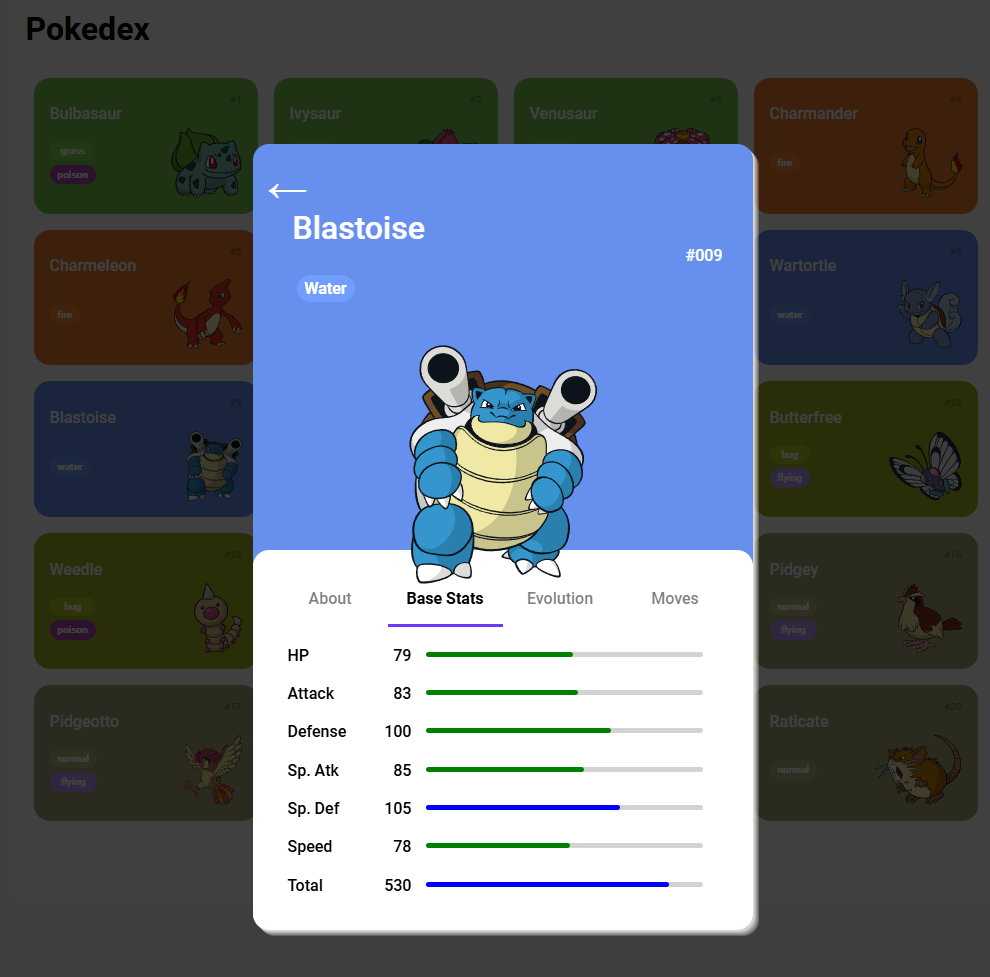 Pokedex
Bulbasaur
#1
grass
poison
Ivysaur
#2
Venusaur
#3
Charmander
#4
fire
Charmeleon
#5
fire
Wartortle
#8
water
Blastoise
#9
water
Butterfree
#12
bug
flying
Weedle
#13
bug
poison
Pidgey
#16
normal
flying
Pidgeotto
#17
normal
flying
Raticate
#20
normal
Blastoise
#009
Water
About Base Stats Evolution Moves
HP 79
Attack 83
Defense 100
Sp. Atk 85
Sp. Def 105
Speed 78
Total 530